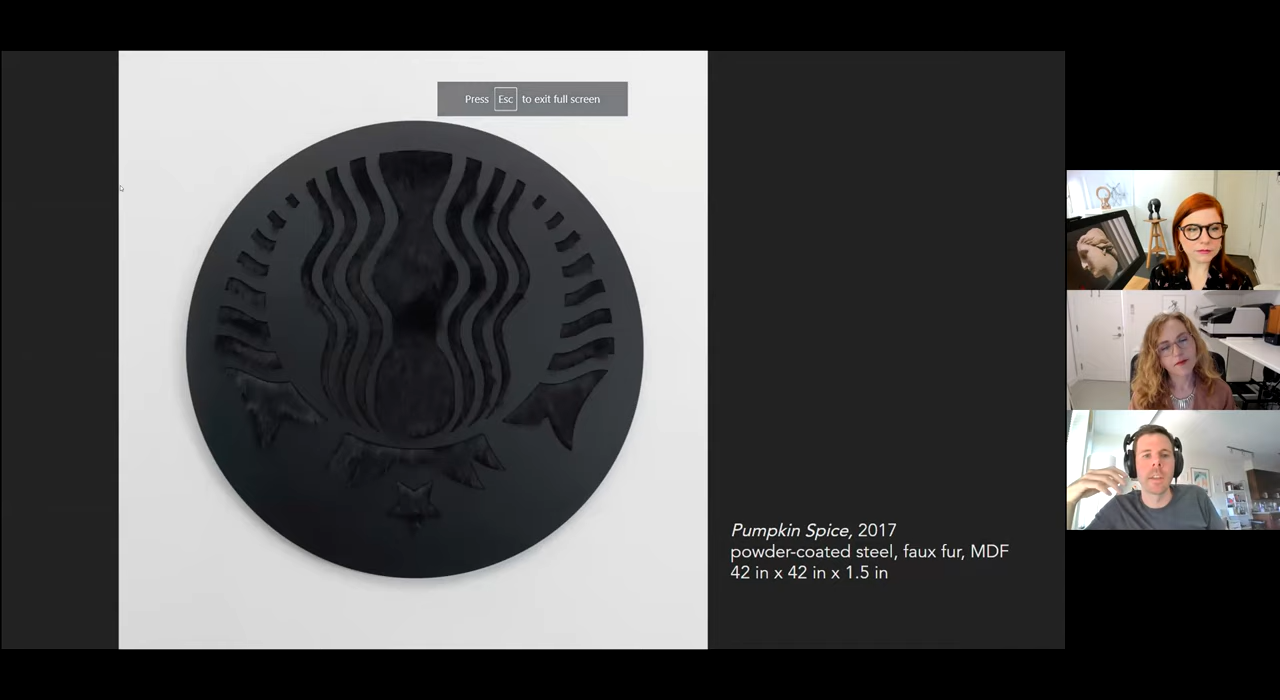 Press Esc to exit full screen
Pumpkin Spice, 2017
powder-coated steel, faux fur, MDF
42 in x 42 in x 1.5 in